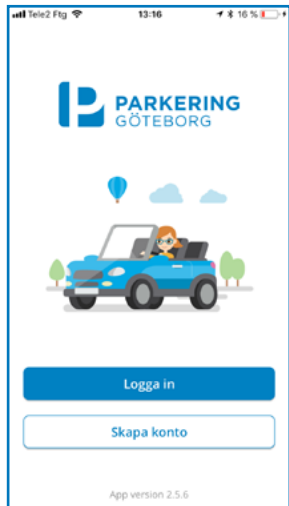 Tele2 Ftg 13:16 16 %
PARKERING
GÖTEBORG
Logga in
Skapa konto
App version 2.5.6